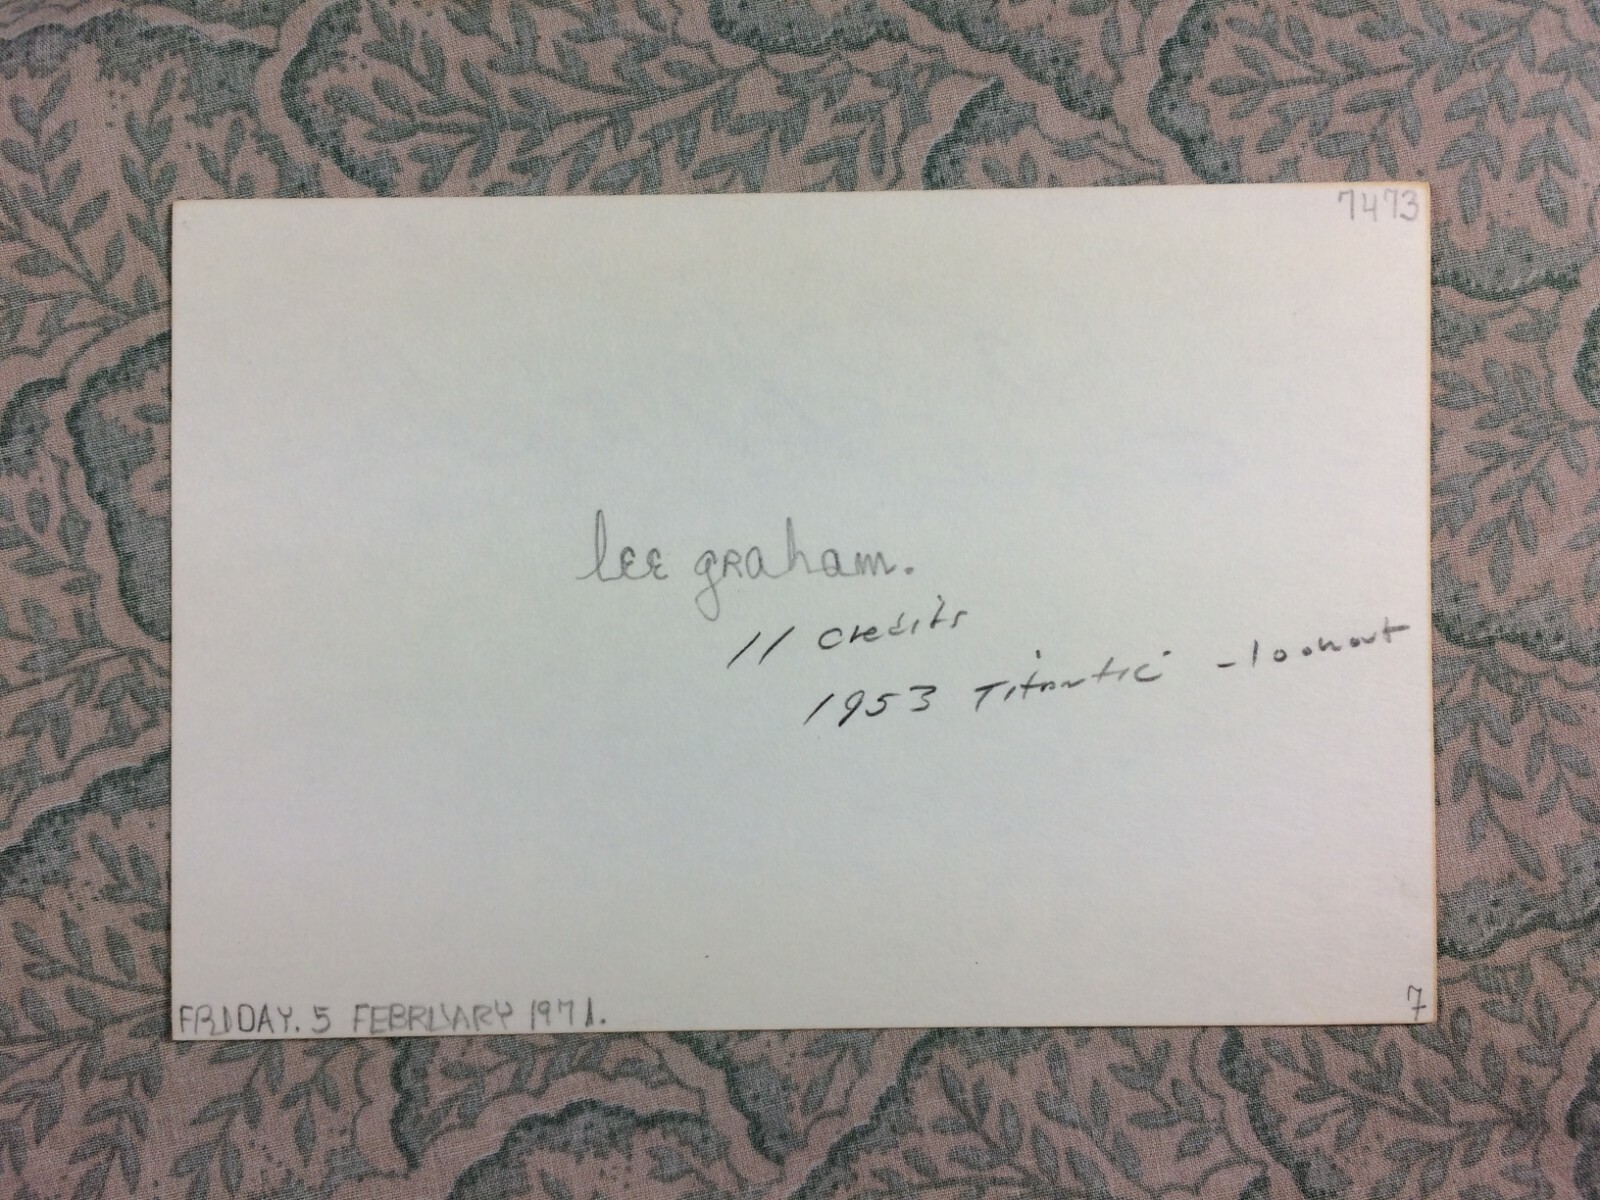 7473
lee graham.
11 credits
1953 Titantic - lookout
FRIDAY. 5 FEBRUARY 1971.
7